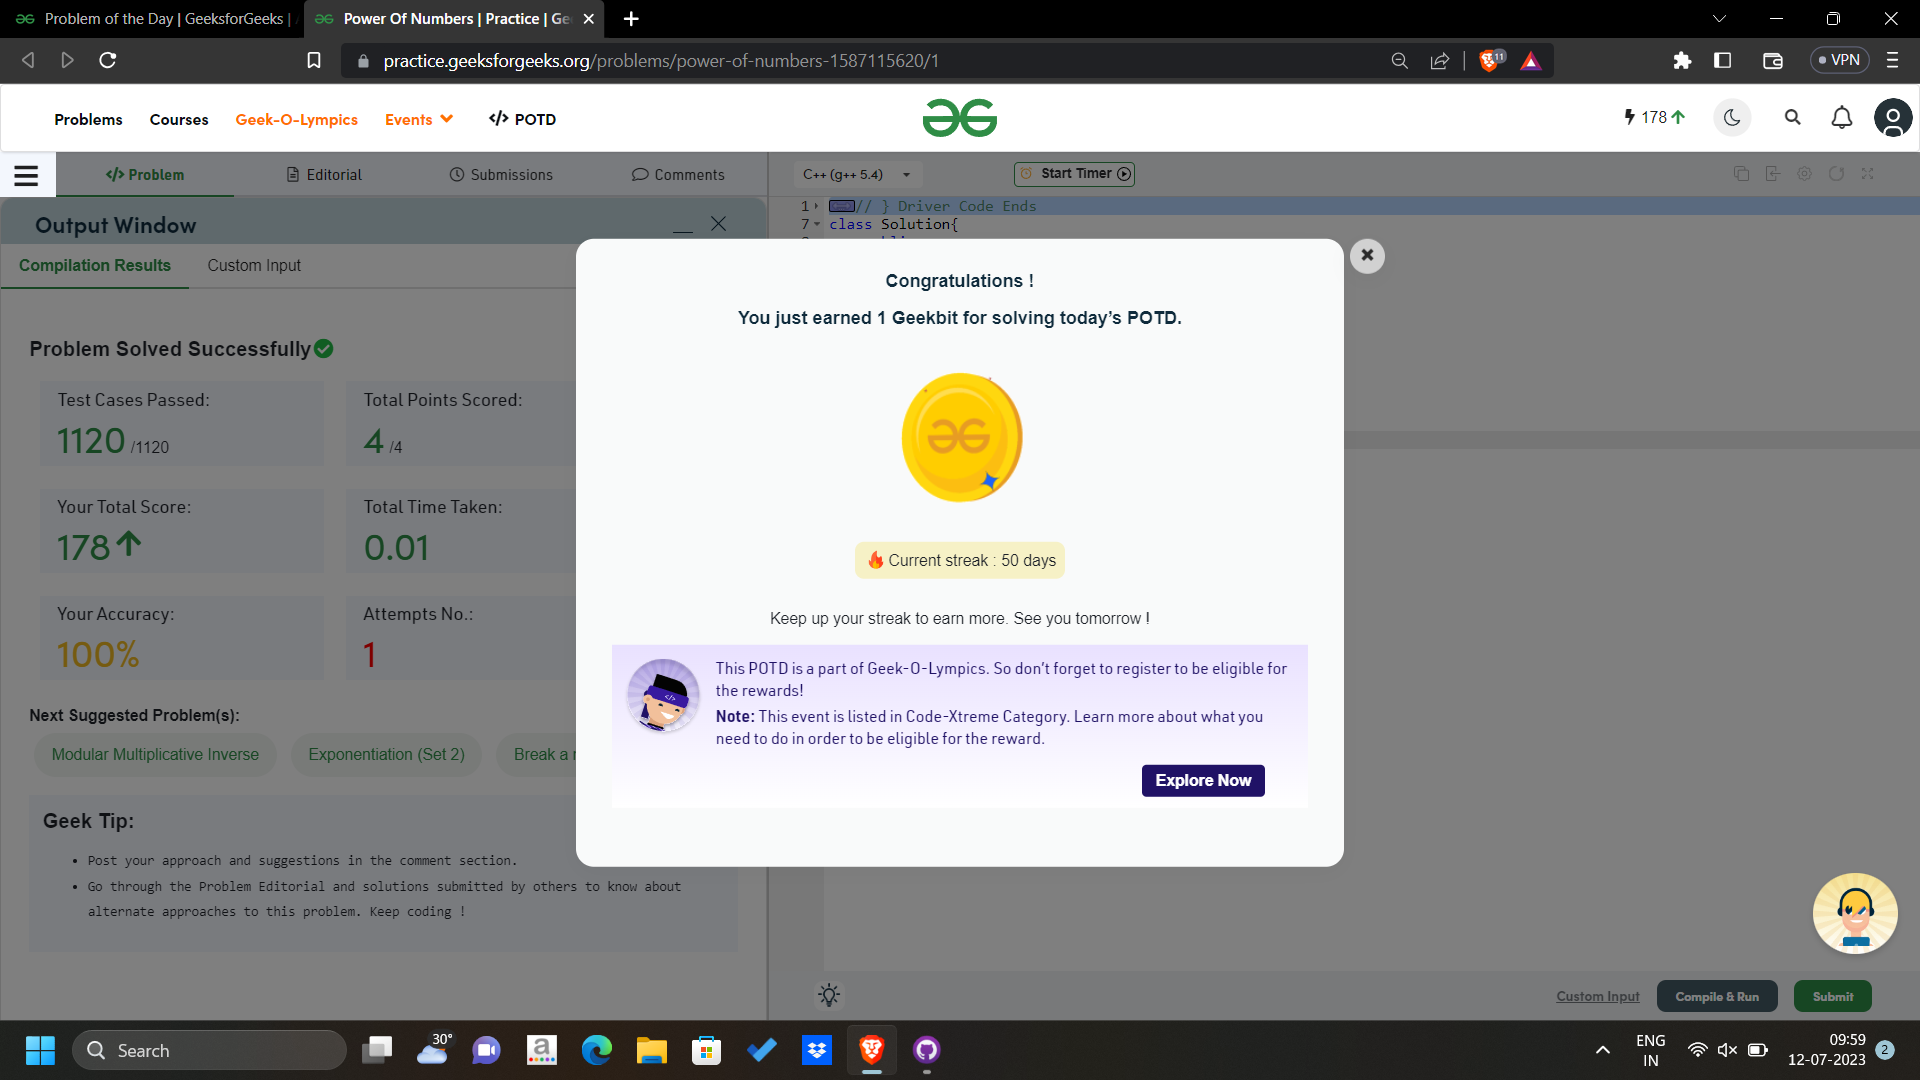 Problem of the Day | GeeksforGeeks |
Power Of Numbers | Practice | Ge
practice.geeksforgeeks.org/problems/power-of-numbers-1587115620/1
11
VPN
Problems
Courses
Geek-O-Lympics
Events
</> POTD
178
</> Problem
Editorial
Submissions
Comments
C++ (g++ 5.4)
Start Timer
Output Window
1
// } Driver Code Ends
7
class Solution{
Compilation Results
Custom Input
Congratulations !
You just earned 1 Geekbit for solving today's POTD.
Problem Solved Successfully
Test Cases Passed:
1120 /1120
Total Points Scored:
4 /4
Your Total Score:
178
Total Time Taken:
0.01
Your Accuracy:
100%
Attempts No.:
1
Current streak : 50 days
Keep up your streak to earn more. See you tomorrow !
This POTD is a part of Geek-O-Lympics. So don't forget to register to be eligible for
the rewards!
Note: This event is listed in Code-Xtreme Category. Learn more about what you
need to do in order to be eligible for the reward.
Explore Now
Next Suggested Problem(s):
Modular Multiplicative Inverse
Exponentiation (Set 2)
Break a
Geek Tip:
• Post your approach and suggestions in the comment section.
• Go through the Problem Editorial and solutions submitted by others to know about
alternate approaches to this problem. Keep coding !
Custom Input
Compile & Run
Submit
Search
30°
ENG
IN
09:59
12-07-2023
2